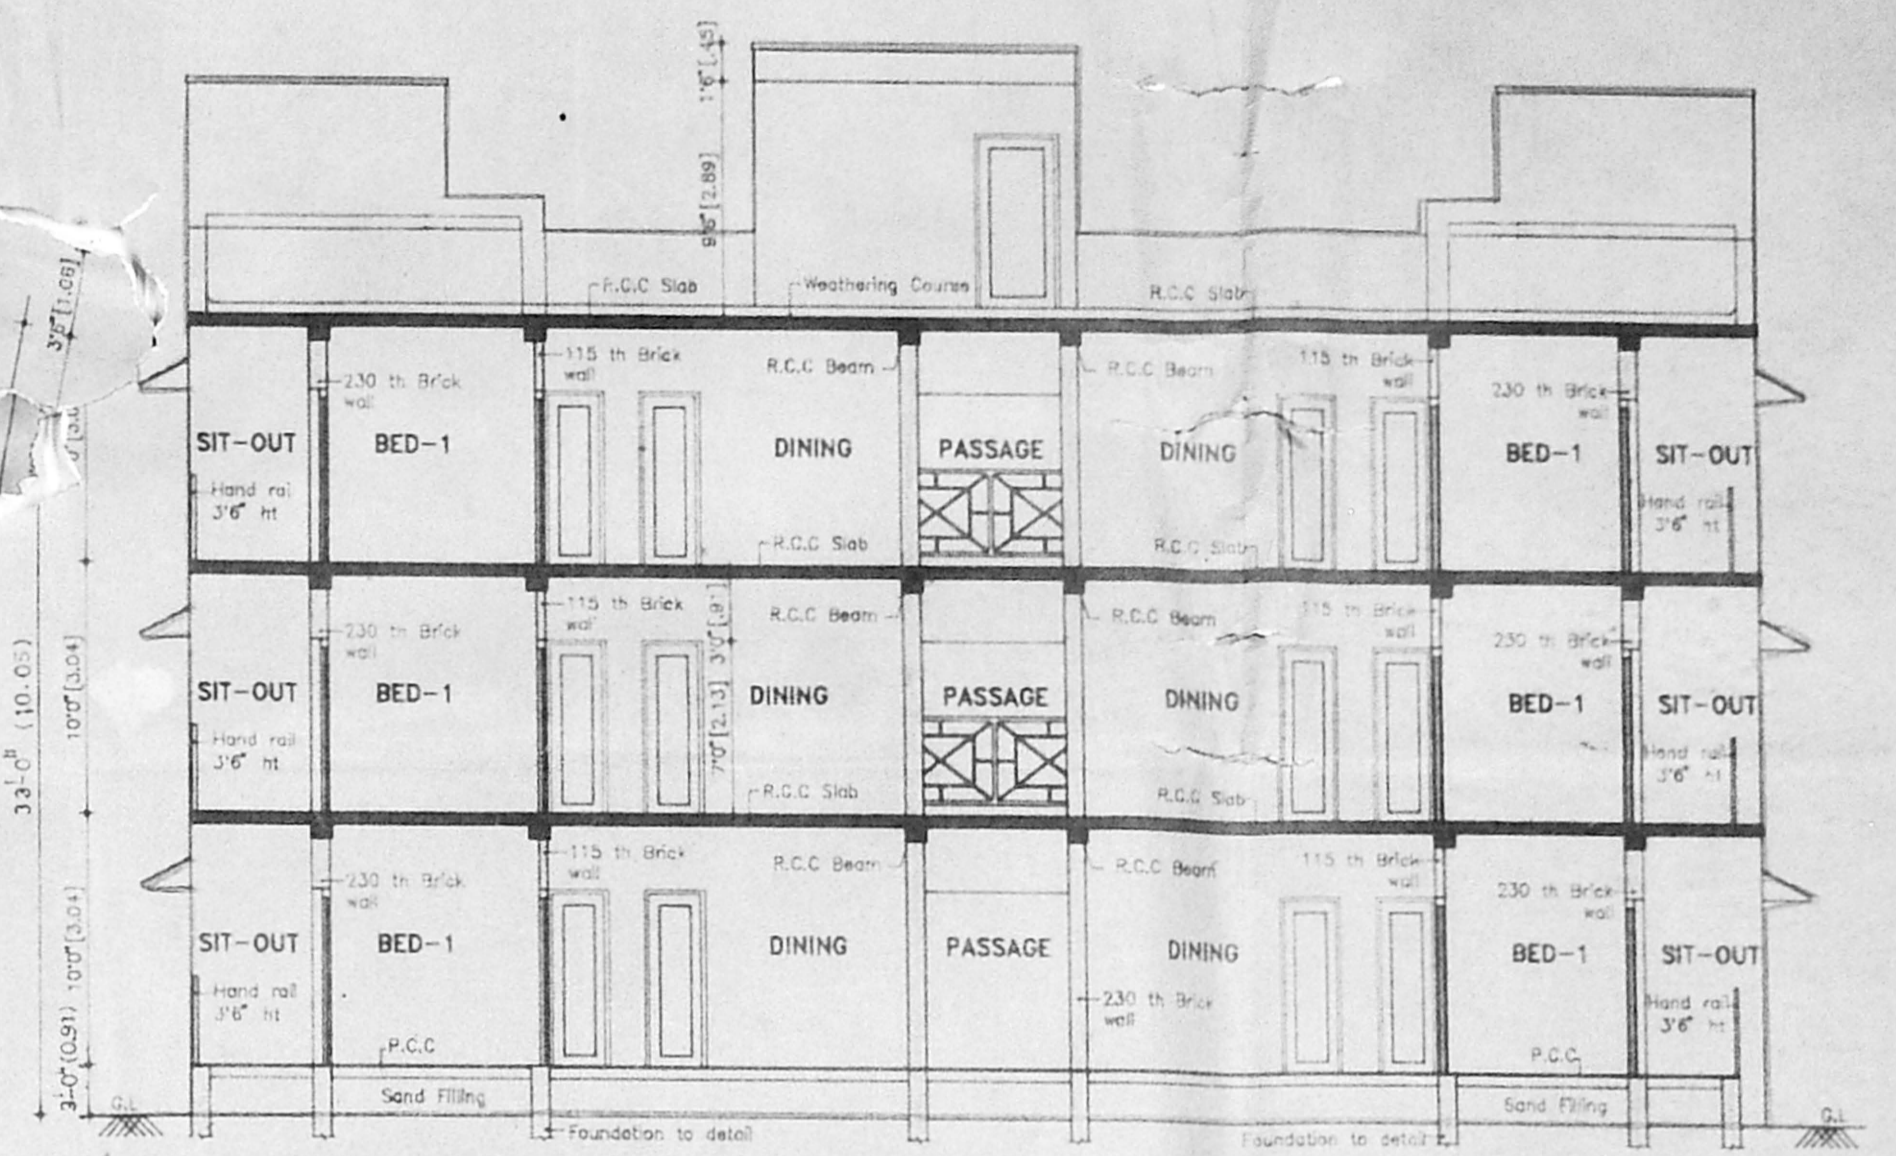 1'6" [.45]
9'6" [2.89]
R.C.C Slab
Weathering Course
R.C.C Slab
3'6" [1.06]
115 th Brick
wall
R.C.C Beam
R.C.C Beam
115 th Brick
wall
230 th Brick
wall
230 th Brick
wall
SIT-OUT
BED-1
DINING
PASSAGE
DINING
BED-1
SIT-OUT
Hand rai
3'6" ht
Hand rail
3'6" ht
R.C.C Slab
R.C.C Slab
115 th Brick
wall
3'0" [.91]
R.C.C Beam
R.C.C Beam
115 th Brick
wall
230 th Brick
wall
230 th Brick
wall
33'-0" (10.05)
10'0" [3.04]
SIT-OUT
BED-1
7'0" [2.13]
DINING
PASSAGE
DINING
BED-1
SIT-OUT
Hand rail
3'6" ht
Hand rail
3'6" ht
R.C.C Slab
R.C.C Slab
115 th Brick
wall
R.C.C Beam
R.C.C Beam
115 th Brick
wall
230 th Brick
wall
230 th Brick
wall
10'0" [3.04]
SIT-OUT
BED-1
DINING
PASSAGE
DINING
BED-1
SIT-OUT
Hand rail
3'6" ht
230 th Brick
wall
Hand rail
3'6" ht
3'-0" (0.91)
P.C.C
P.C.C
Sand Filling
Sand Filling
G.L
G.L
Foundation to detail
Foundation to detail